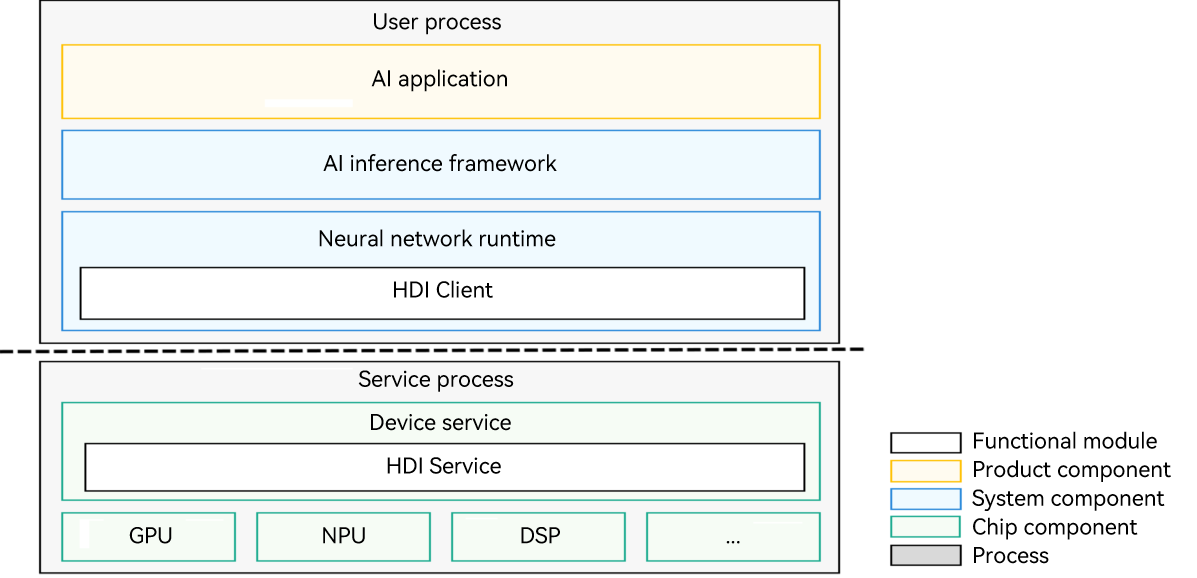 User process
AI application
AI inference framework
Neural network runtime
HDI Client
Service process
Device service
HDI Service
GPU
NPU
DSP
...
Functional module
Product component
System component
Chip component
Process